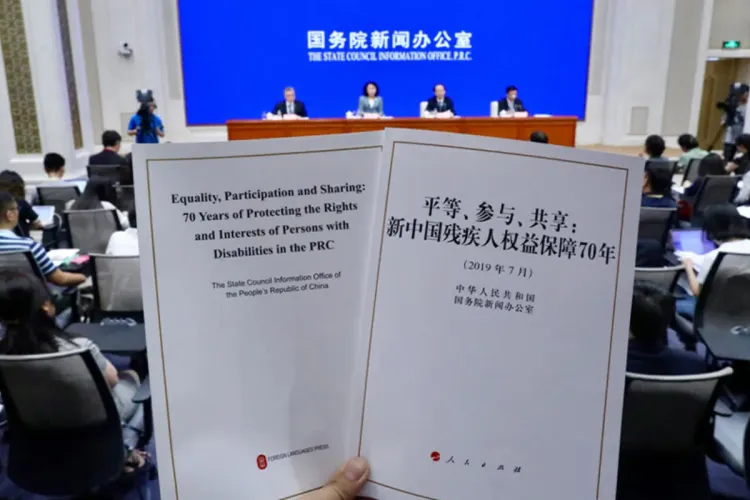 国务院新闻办公室
THE STATE COUNCIL INFORMATION OFFICE, P.R.C.
Equality, Participation and Sharing:
70 Years of Protecting the Rights
and Interests of Persons with
Disabilities in the PRC
The State Council Information Office of
the People's Republic of China
FOREIGN LANGUAGES PRESS
平等、参与、共享：
新中国残疾人权益保障70年
（2019年7月）
中华人民共和国
国务院新闻办公室
人民出版社